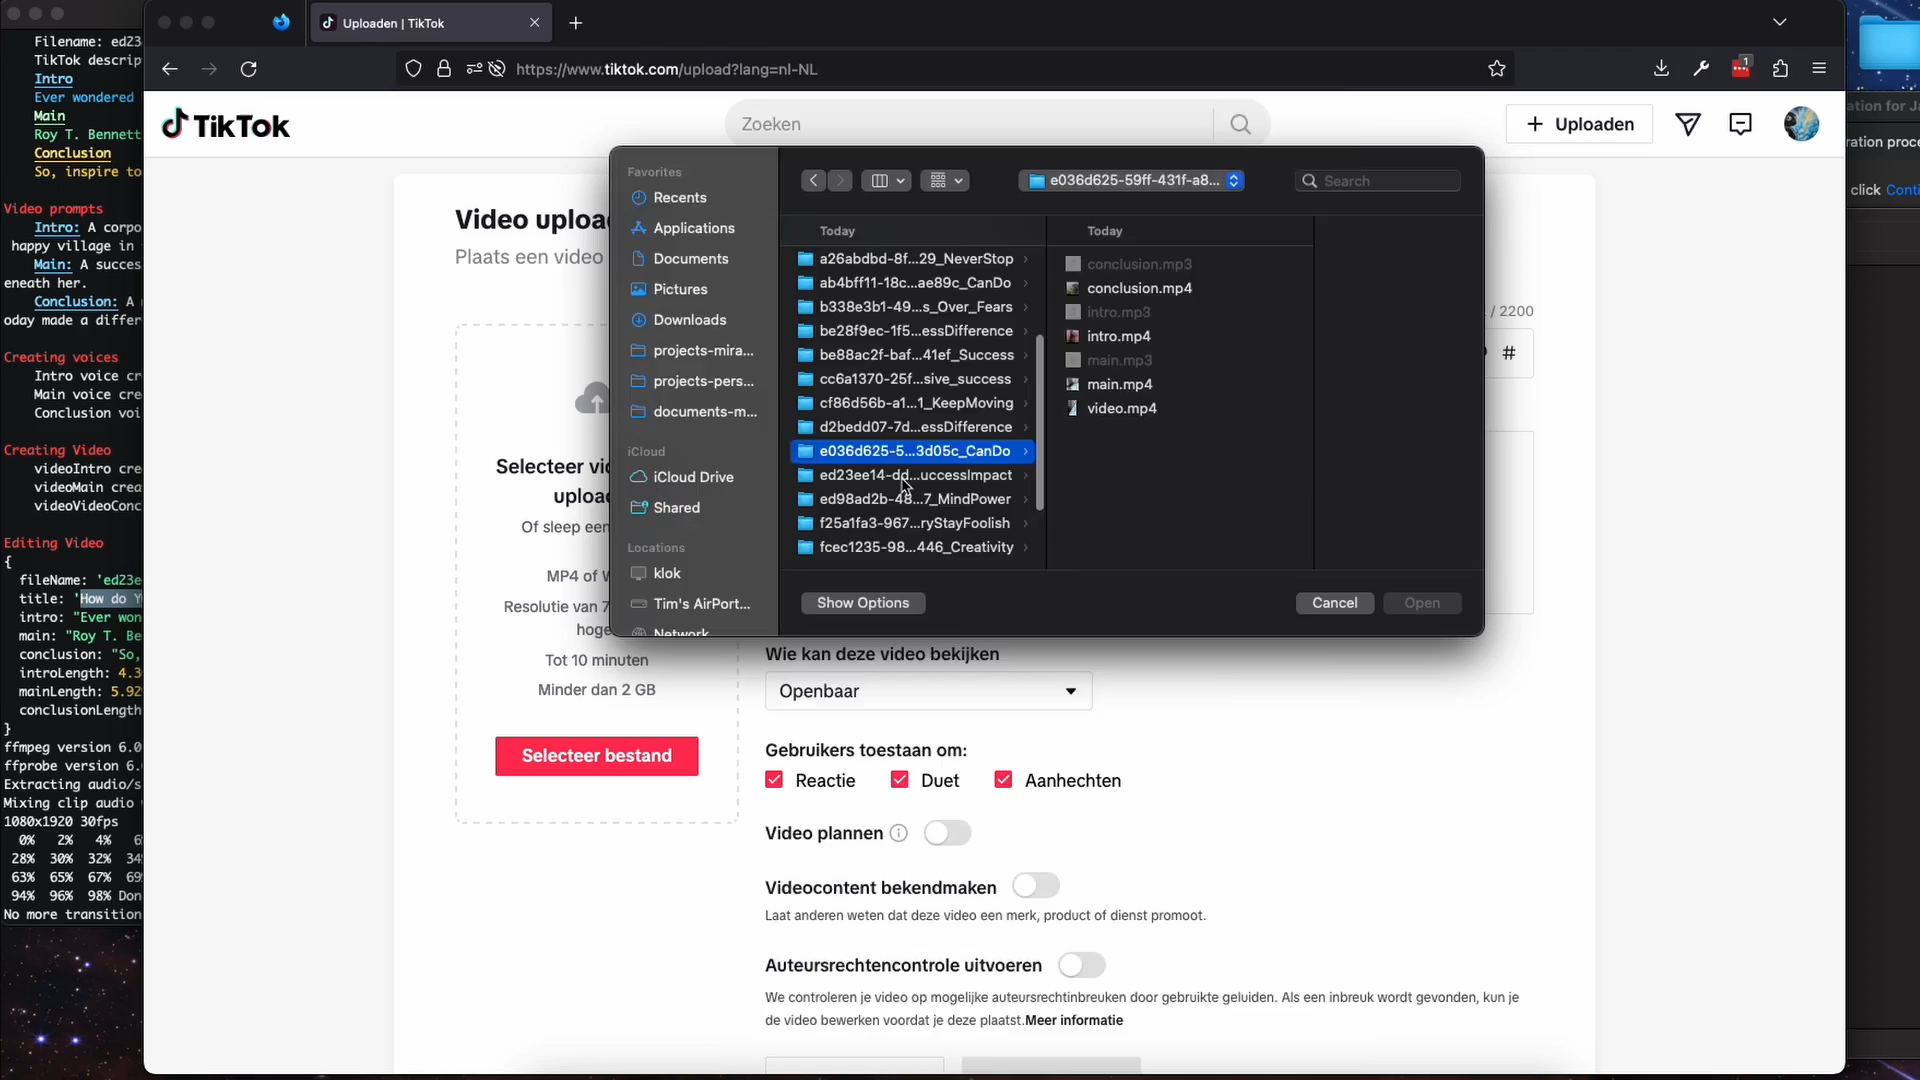 Filename: ed23
TikTok descrip
Intro
Ever wondered
Main
Roy T. Bennett
Conclusion
So, inspire to
Video prompts
Intro: A corpo
happy village in
Main: A succes
eneath her.
Conclusion: A
oday made a differ
Creating voices
Intro voice cr
Main voice cre
Conclusion voi
Creating Video
videoIntro cre
videoMain crea
videoVideoConc
Editing Video
{
fileName: 'ed23e
title: 'How do Y
intro: "Ever won
main: "Roy T. Be
conclusion: "So,
introLength: 4.3
mainLength: 5.92
conclusionLength
}
ffmpeg version 6.0
ffprobe version 6.
Extracting audio/s
Mixing clip audio
1080x1920 30fps
0% 2% 4% 6
28% 30% 32% 34
63% 65% 67% 69
94% 96% 98% Don
No more transition
Uploaden | TikTok
https://www.tiktok.com/upload?lang=nl-NL
1
TikTok
Zoeken
+ Uploaden
Video uploa
Plaats een video
Selecteer vi
uploa
Of sleep een
MP4 of W
Resolutie van 7
hoge
Tot 10 minuten
Minder dan 2 GB
Selecteer bestand
Favorites
Recents
Applications
Documents
Pictures
Downloads
projects-mira...
projects-pers...
documents-m...
iCloud
iCloud Drive
Shared
Locations
klok
Tim's AirPort...
Network
e036d625-59ff-431f-a8...
Search
Today
a26abdbd-8f...29_NeverStop
ab4bff11-18c...ae89c_CanDo
b338e3b1-49...s_Over_Fears
be28f9ec-1f5...essDifference
be88ac2f-baf...41ef_Success
cc6a1370-25f...sive_success
cf86d56b-a1...1_KeepMoving
d2bedd07-7d...essDifference
e036d625-5...3d05c_CanDo
ed23ee14-dd...uccessImpact
ed98ad2b-48...7_MindPower
f25a1fa3-967...ryStayFoolish
fcec1235-98...446_Creativity
Today
conclusion.mp3
conclusion.mp4
intro.mp3
intro.mp4
main.mp3
main.mp4
video.mp4
Show Options
Cancel
Open
/ 2200
#
Wie kan deze video bekijken
Openbaar
Gebruikers toestaan om:
Reactie Duet Aanhechten
Video plannen
Videocontent bekendmaken
Laat anderen weten dat deze video een merk, product of dienst promoot.
Auteursrechtencontrole uitvoeren
We controleren je video op mogelijke auteursrechtinbreuken door gebruikte geluiden. Als een inbreuk wordt gevonden, kun je
de video bewerken voordat je deze plaatst.Meer informatie
ation for Ja
ration proce
click Conti